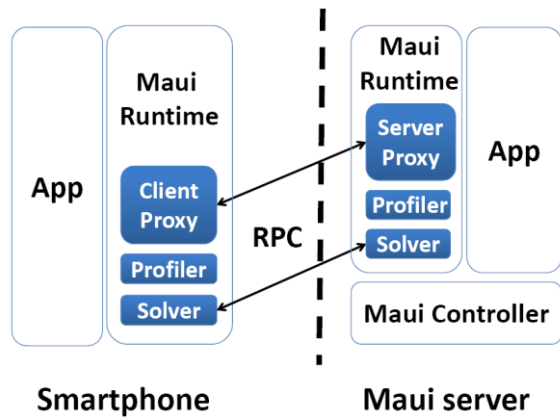 App
Maui
Runtime
Client
Proxy
Profiler
Solver
RPC
Maui
Runtime
Server
Proxy
Profiler
Solver
App
Maui Controller
Smartphone
Maui server